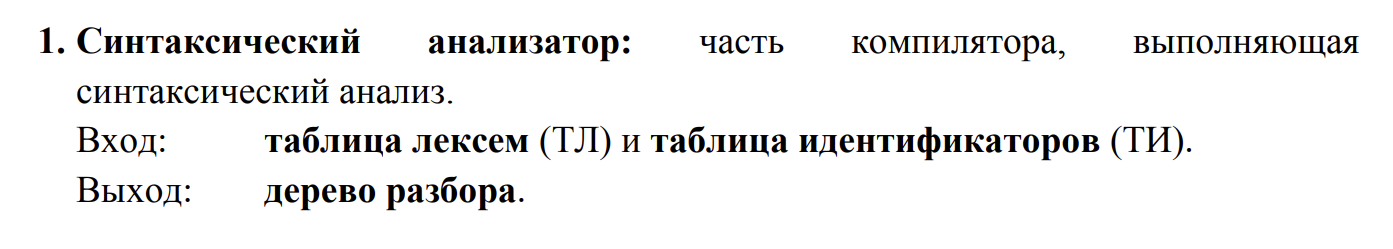 1. Синтаксический анализатор: часть компилятора, выполняющая
синтаксический анализ.
Вход: таблица лексем (ТЛ) и таблица идентификаторов (ТИ).
Выход: дерево разбора.